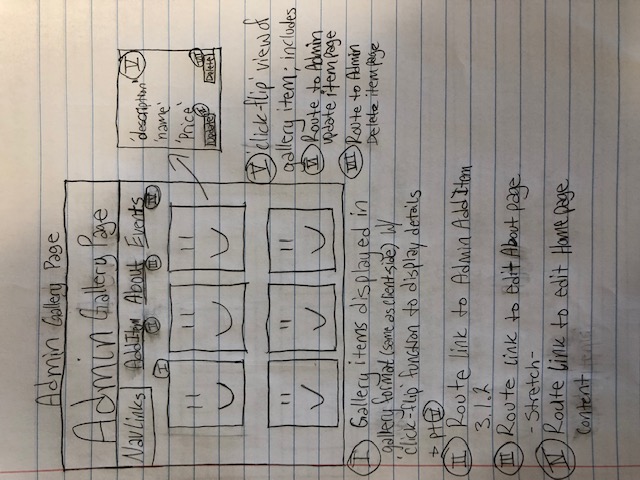 Admin Gallery Page
Admin Gallery Page
Nav Links Add Item About Events
I II III IV
'description' V
'name'
'Price'
Update Delete
VI VII
V 'click-flip' view of
gallery item; includes
VI Route to Admin
update item page
VII Route to Admin
Delete item page
I Gallery items displayed in
gallery format (same as client side) w/
'click-flip' function to display details
→ pt V
II Route link to Admin Add Item
3.1.2
III Route link to edit About page
-Stretch-
IV Route link to edit Home page
Content